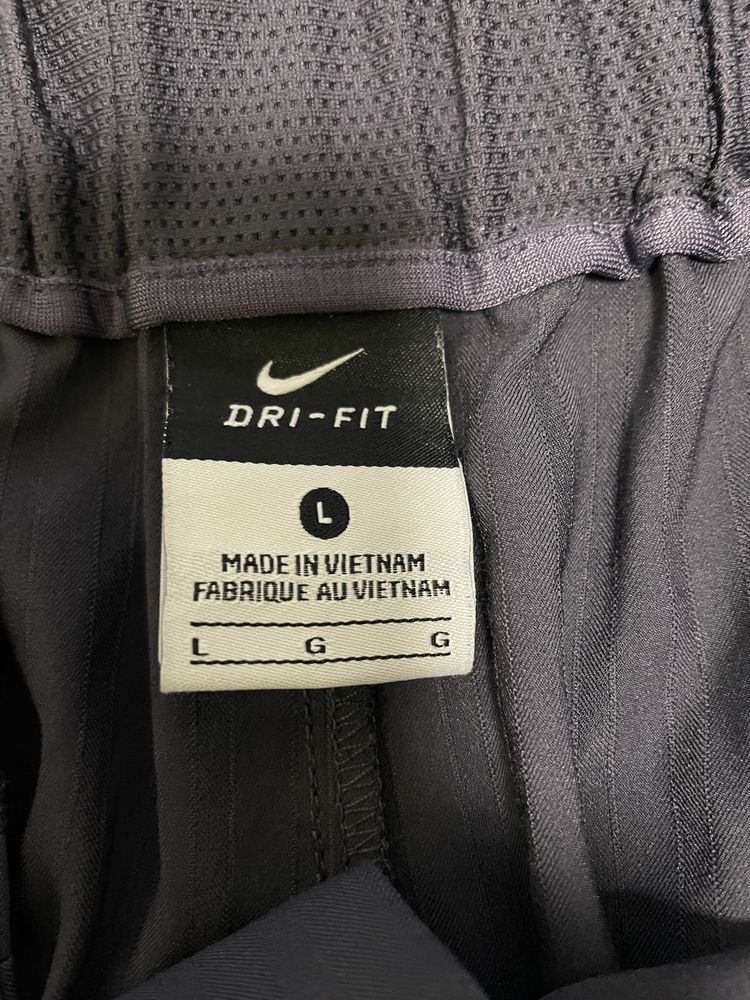 DRI-FIT
L
MADE IN VIETNAM
FABRIQUE AU VIETNAM
L G G